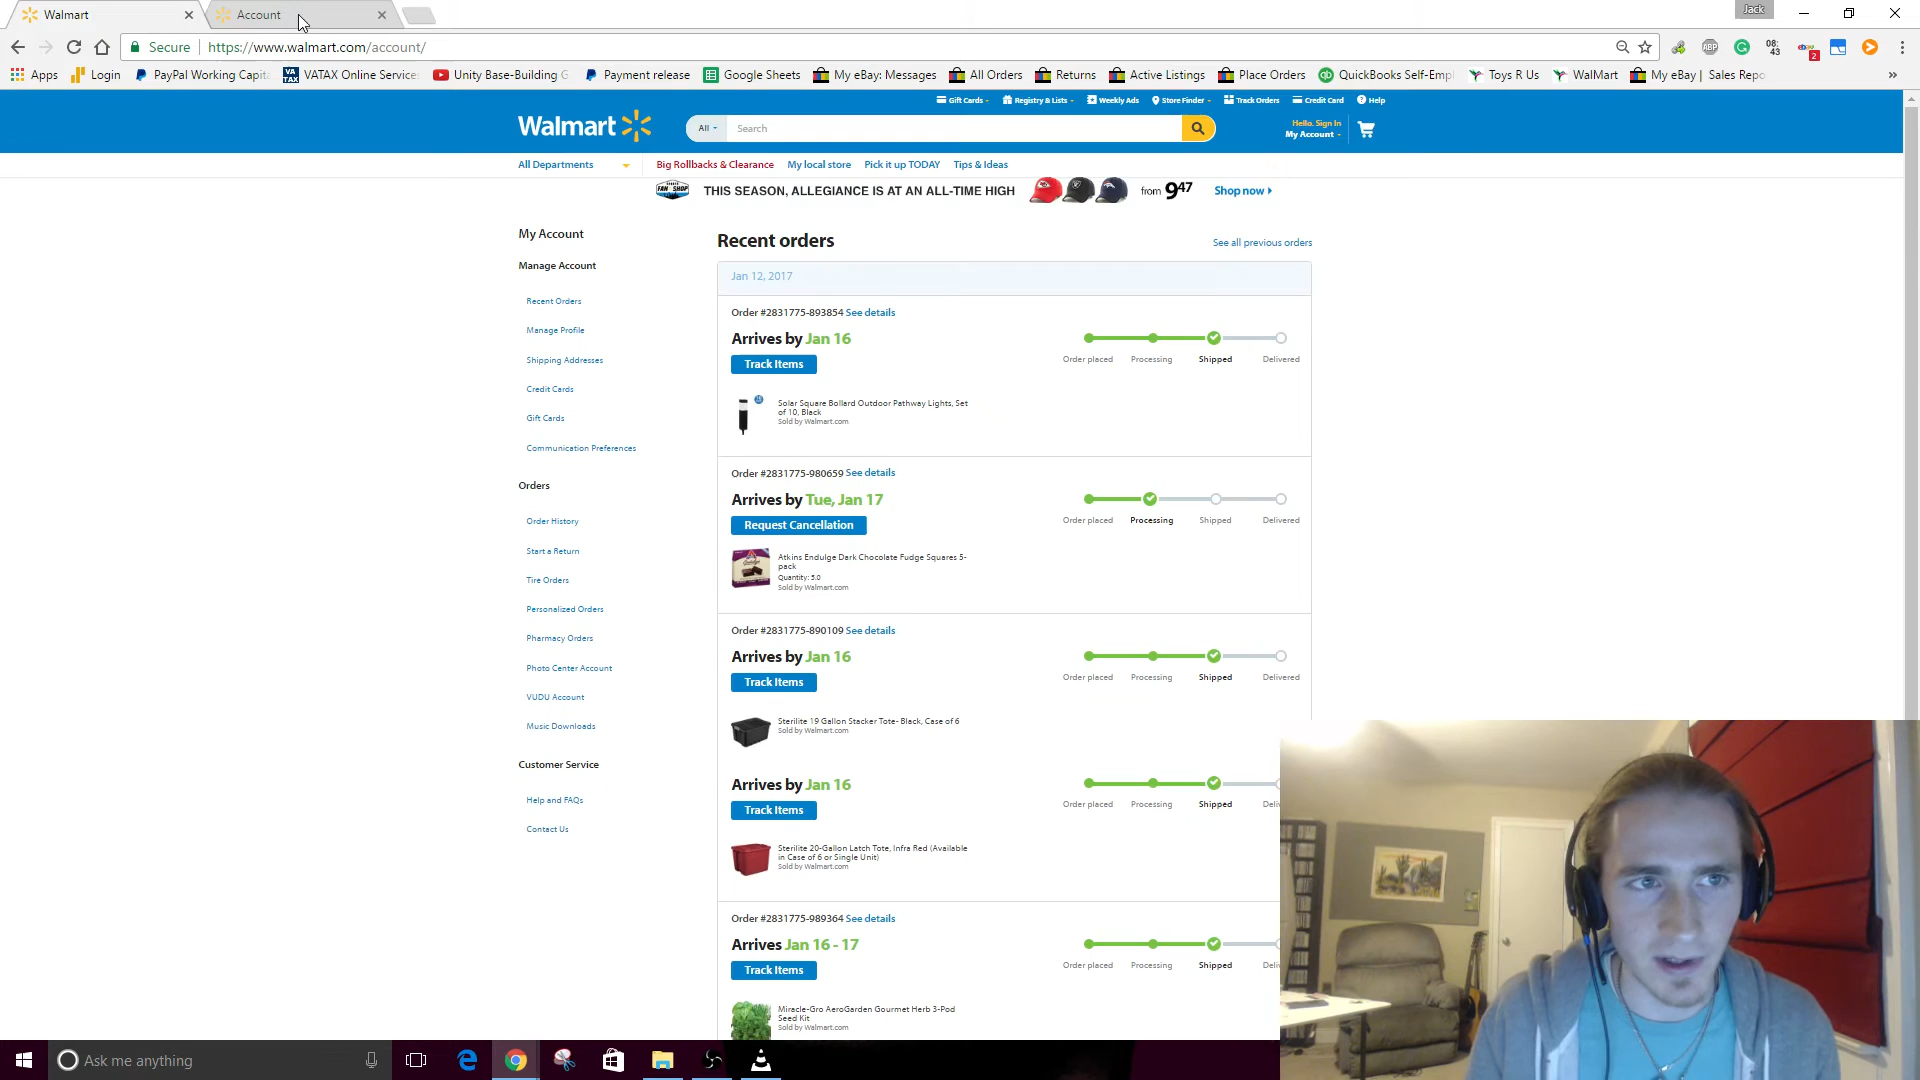 Walmart
Account
Jack
Secure
https://www.walmart.com/account/
08:
43
Apps
Login
PayPal Working Capita
VATAX Online Service
Unity Base-Building G
Payment release
Google Sheets
My eBay: Messages
All Orders
Returns
Active Listings
Place Orders
QuickBooks Self-Empl
Toys R Us
WalMart
My eBay | Sales Repo
Gift Cards
Registry & Lists
Weekly Ads
Store Finder
Track Orders
Credit Card
Help
Walmart
All
Search
Hello. Sign In
My Account
All Departments
Big Rollbacks & Clearance
My local store
Pick it up TODAY
Tips & Ideas
FAN SHOP
THIS SEASON, ALLEGIANCE IS AT AN ALL-TIME HIGH
from 9 47
Shop now
My Account
Manage Account
Recent Orders
Manage Profile
Shipping Addresses
Credit Cards
Gift Cards
Communication Preferences
Orders
Order History
Start a Return
Tire Orders
Personalized Orders
Pharmacy Orders
Photo Center Account
VUDU Account
Music Downloads
Customer Service
Help and FAQs
Contact Us
Recent orders
See all previous orders
Jan 12, 2017
Order #2831775-893854 See details
Arrives by Jan 16
Track Items
Order placed
Processing
Shipped
Delivered
Solar Square Bollard Outdoor Pathway Lights, Set
of 10, Black
Sold by Walmart.com
Order #2831775-980659 See details
Arrives by Tue, Jan 17
Request Cancellation
Order placed
Processing
Shipped
Delivered
Atkins Endulge Dark Chocolate Fudge Squares 5-
pack
Quantity: 5.0
Sold by Walmart.com
Order #2831775-890109 See details
Arrives by Jan 16
Track Items
Order placed
Processing
Shipped
Delivered
Sterilite 19 Gallon Stacker Tote- Black, Case of 6
Sold by Walmart.com
Arrives by Jan 16
Track Items
Order placed
Processing
Shipped
Deli
Sterilite 20-Gallon Latch Tote, Infra Red (Available
in Case of 6 or Single Unit)
Sold by Walmart.com
Order #2831775-989364 See details
Arrives Jan 16 - 17
Track Items
Order placed
Processing
Shipped
Deli
Miracle-Gro AeroGarden Gourmet Herb 3-Pod
Seed Kit
Sold by Walmart.com
Ask me anything